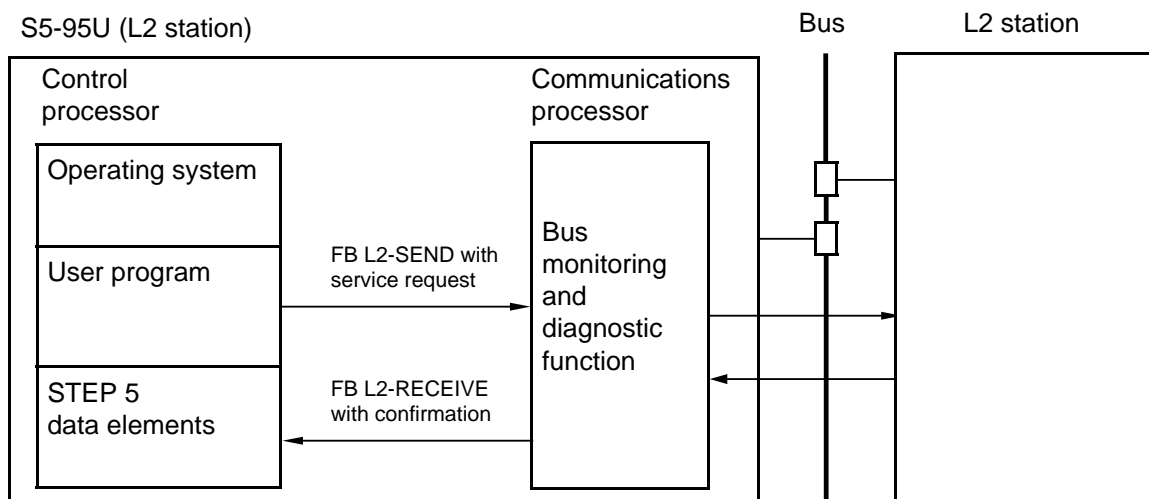 S5-95U (L2 station)
Bus
L2 station
Control
processor
Communications
processor
Operating system
User program
STEP 5
data elements
FB L2-SEND with
service request
FB L2-RECEIVE
with confirmation
Bus
monitoring
and
diagnostic
function